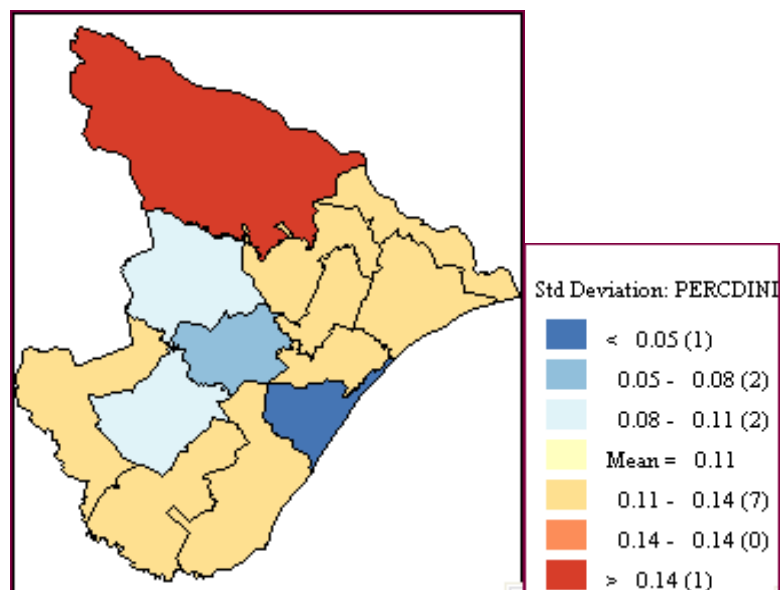 Std Deviation: PERCDINI
< 0.05 (1)
0.05 - 0.08 (2)
0.08 - 0.11 (2)
Mean = 0.11
0.11 - 0.14 (7)
0.14 - 0.14 (0)
> 0.14 (1)